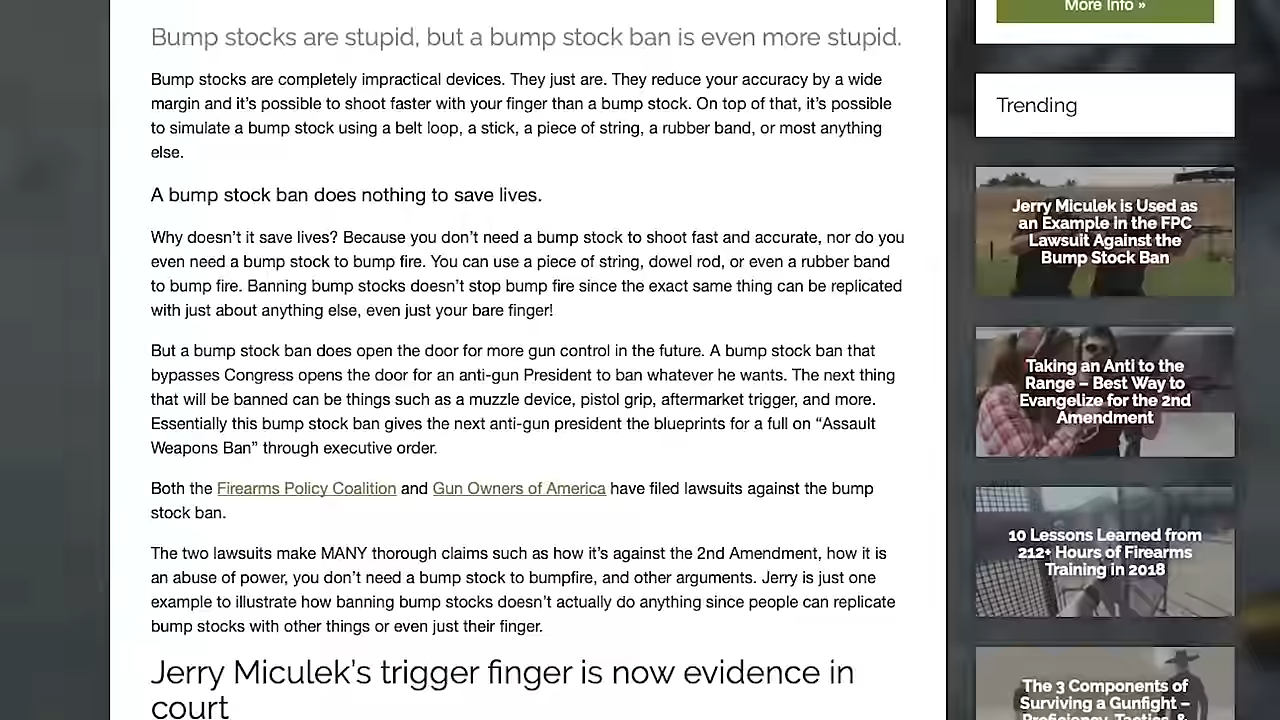 More Info »
Bump stocks are stupid, but a bump stock ban is even more stupid.
Bump stocks are completely impractical devices. They just are. They reduce your accuracy by a wide
margin and it’s possible to shoot faster with your finger than a bump stock. On top of that, it’s possible
to simulate a bump stock using a belt loop, a stick, a piece of string, a rubber band, or most anything
else.
A bump stock ban does nothing to save lives.
Why doesn’t it save lives? Because you don’t need a bump stock to shoot fast and accurate, nor do you
even need a bump stock to bump fire. You can use a piece of string, dowel rod, or even a rubber band
to bump fire. Banning bump stocks doesn’t stop bump fire since the exact same thing can be replicated
with just about anything else, even just your bare finger!
But a bump stock ban does open the door for more gun control in the future. A bump stock ban that
bypasses Congress opens the door for an anti-gun President to ban whatever he wants. The next thing
that will be banned can be things such as a muzzle device, pistol grip, aftermarket trigger, and more.
Essentially this bump stock ban gives the next anti-gun president the blueprints for a full on “Assault
Weapons Ban” through executive order.
Both the Firearms Policy Coalition and Gun Owners of America have filed lawsuits against the bump
stock ban.
The two lawsuits make MANY thorough claims such as how it’s against the 2nd Amendment, how it is
an abuse of power, you don’t need a bump stock to bumpfire, and other arguments. Jerry is just one
example to illustrate how banning bump stocks doesn’t actually do anything since people can replicate
bump stocks with other things or even just their finger.
Jerry Miculek’s trigger finger is now evidence in
court
Trending
Jerry Miculek is Used as
an Example in the FPC
Lawsuit Against the
Bump Stock Ban
Taking an Anti to the
Range – Best Way to
Evangelize for the 2nd
Amendment
10 Lessons Learned from
212+ Hours of Firearms
Training in 2018
The 3 Components of
Surviving a Gunfight –
Proficiency, Tactics, &